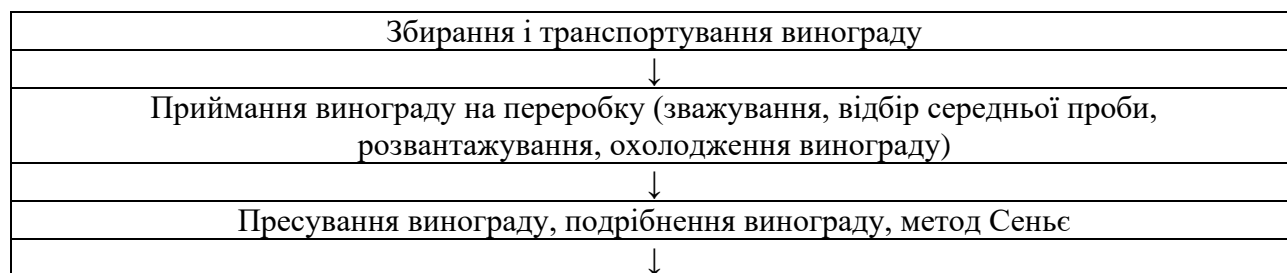 Збирання і транспортування винограду
↓
Приймання винограду на переробку (зважування, відбір середньої проби,
розвантажування, охолодження винограду)
↓
Пресування винограду, подрібнення винограду, метод Сеньє
↓